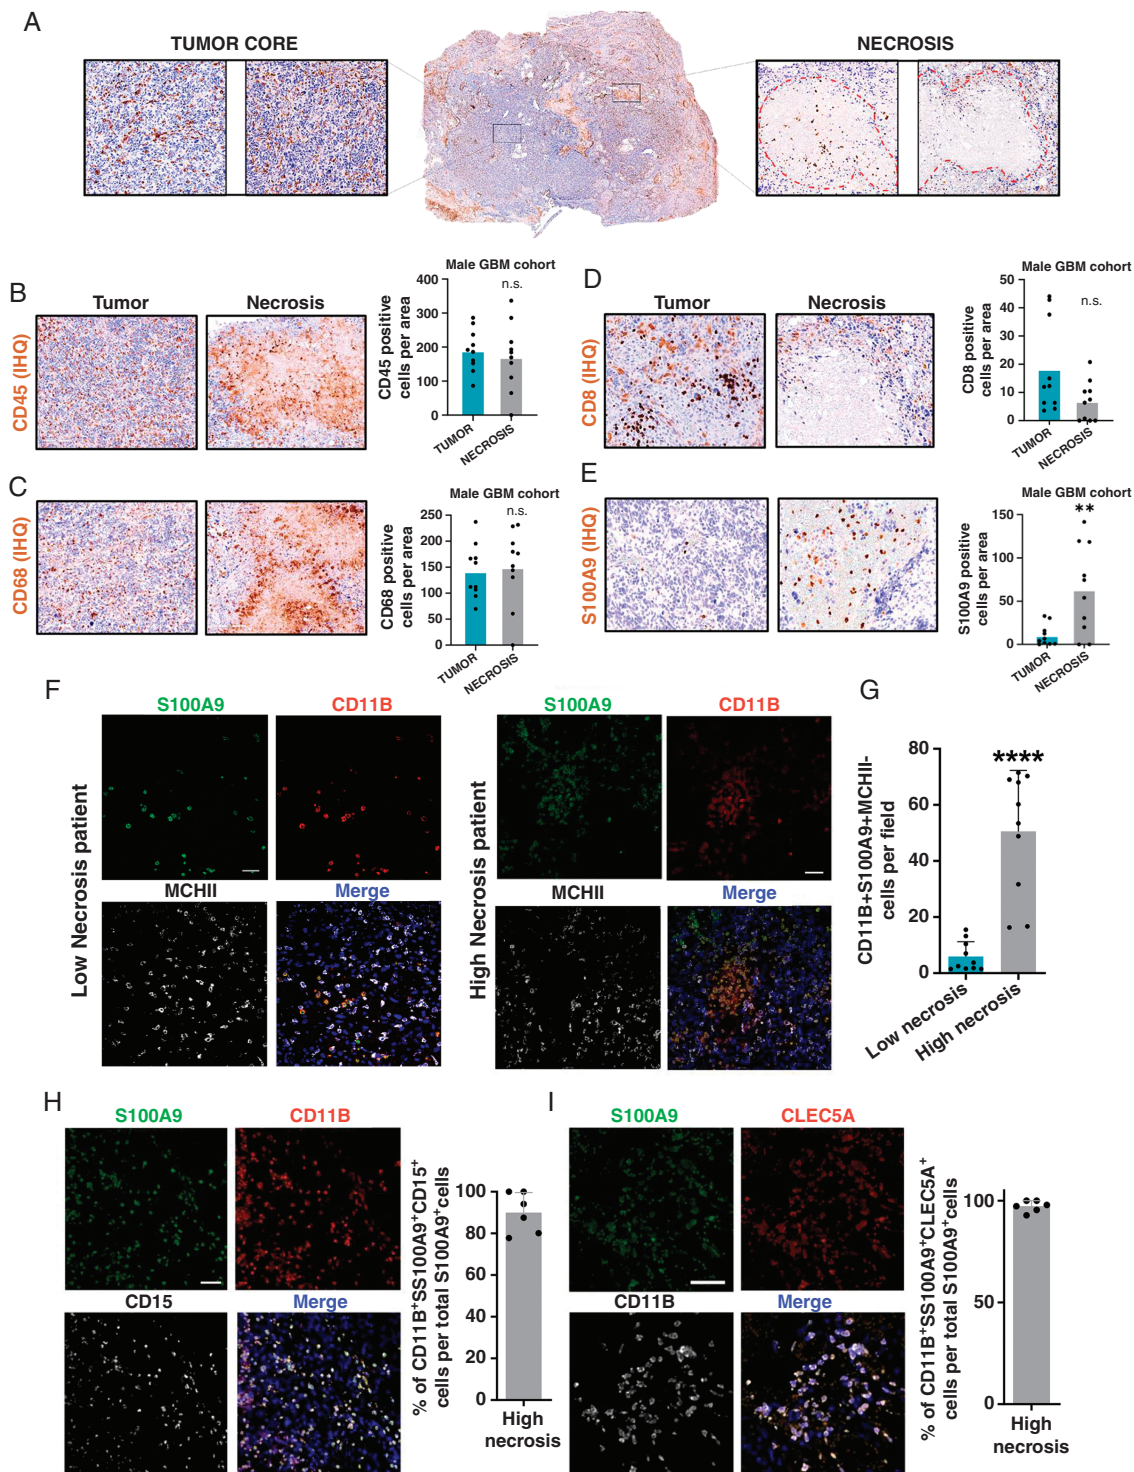 A
TUMOR CORE
NECROSIS
B
Tumor
Necrosis
CD45 (IHQ)
Male GBM cohort
n.s.
CD45 positive
cells per area
400
300
200
100
0
TUMOR
NECROSIS
D
Tumor
Necrosis
CD8 (IHQ)
Male GBM cohort
n.s.
CD8 positive
cells per area
50
40
30
20
10
0
TUMOR
NECROSIS
C
CD68 (IHQ)
Male GBM cohort
n.s.
CD68 positive
cells per area
250
200
150
100
50
0
TUMOR
NECROSIS
E
S100A9 (IHQ)
Male GBM cohort
**
S100A9 positive
cells per area
150
100
50
0
TUMOR
NECROSIS
F
Low Necrosis patient
S100A9
CD11B
MCHII
Merge
High Necrosis patient
S100A9
CD11B
MCHII
Merge
G
CD11B+S100A9+MCHII-
cells per field
80
60
40
20
0
****
Low necrosis
High necrosis
H
S100A9
CD11B
CD15
Merge
% of CD11B+SS100A9+CD15+
cells per total S100A9+cells
100
80
60
40
20
0
High
necrosis
I
S100A9
CLEC5A
CD11B
Merge
% of CD11B+SS100A9+CLEC5A+
cells per total S100A9+cells
100
50
0
High
necrosis